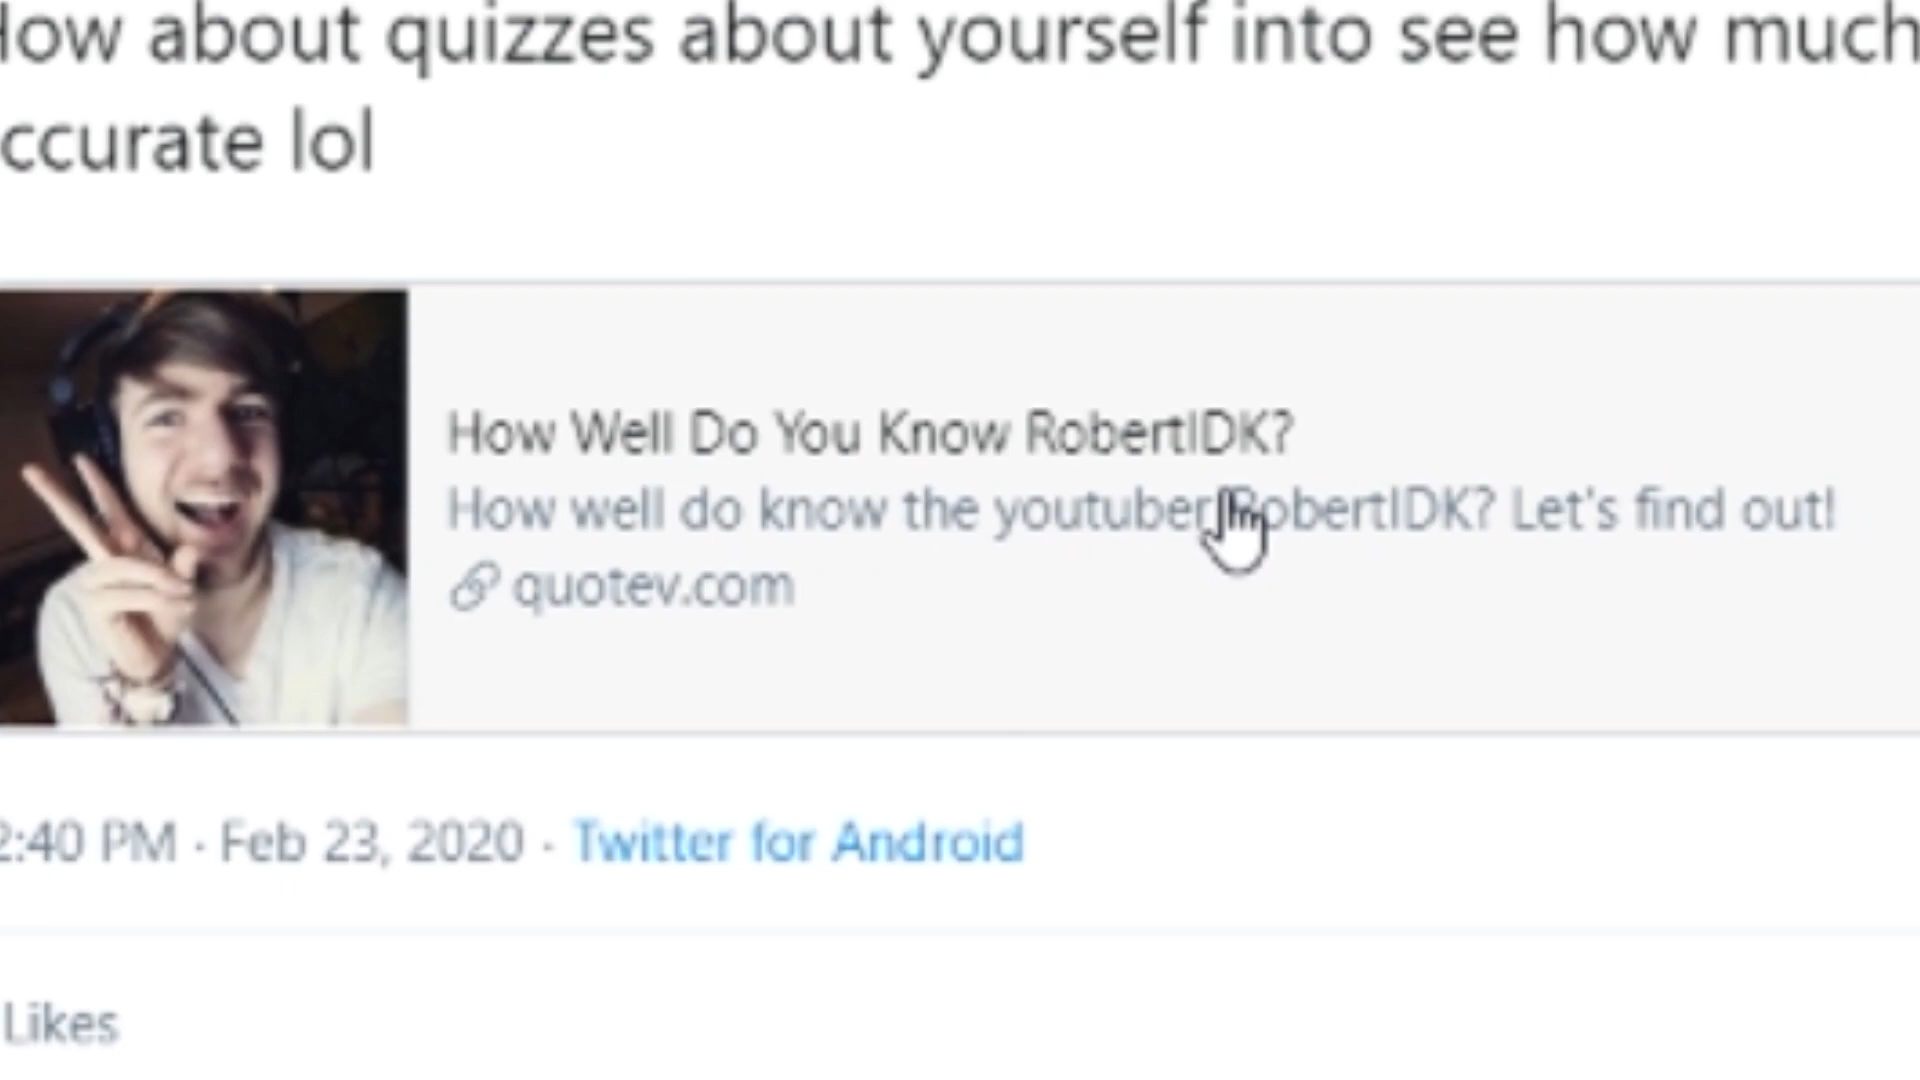 How about quizzes about yourself into see how much
ccurate lol
How Well Do You Know RobertIDK?
How well do know the youtuber RobertIDK? Let's find out!
quotev.com
2:40 PM · Feb 23, 2020 · Twitter for Android
Likes